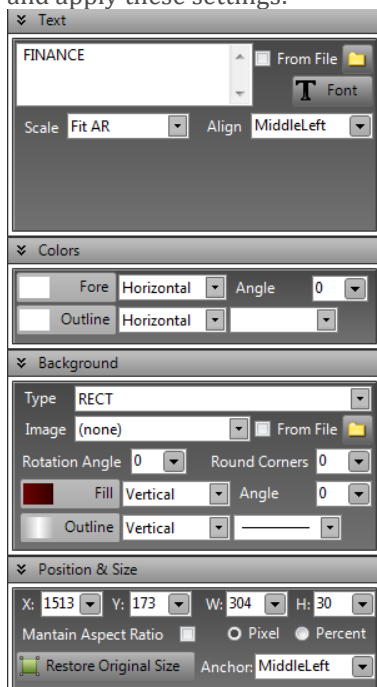 and apply these settings.
Text
FINANCE
From File
T Font
Scale Fit AR Align MiddleLeft
Colors
Fore Horizontal Angle 0
Outline Horizontal
Background
Type RECT
Image (none) From File
Rotation Angle 0 Round Corners 0
Fill Vertical Angle 0
Outline Vertical
Position & Size
X: 1513 Y: 173 W: 304 H: 30
Mantain Aspect Ratio Pixel Percent
Restore Original Size Anchor: MiddleLeft